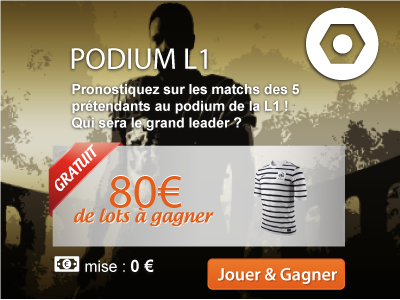 PODIUM L1
Pronostiquez sur les matchs des 5
prétendants au podium de la L1 !
Qui sera le grand leader ?
GRATUIT
80€
de lots à gagner
mise : 0 €
Jouer & Gagner